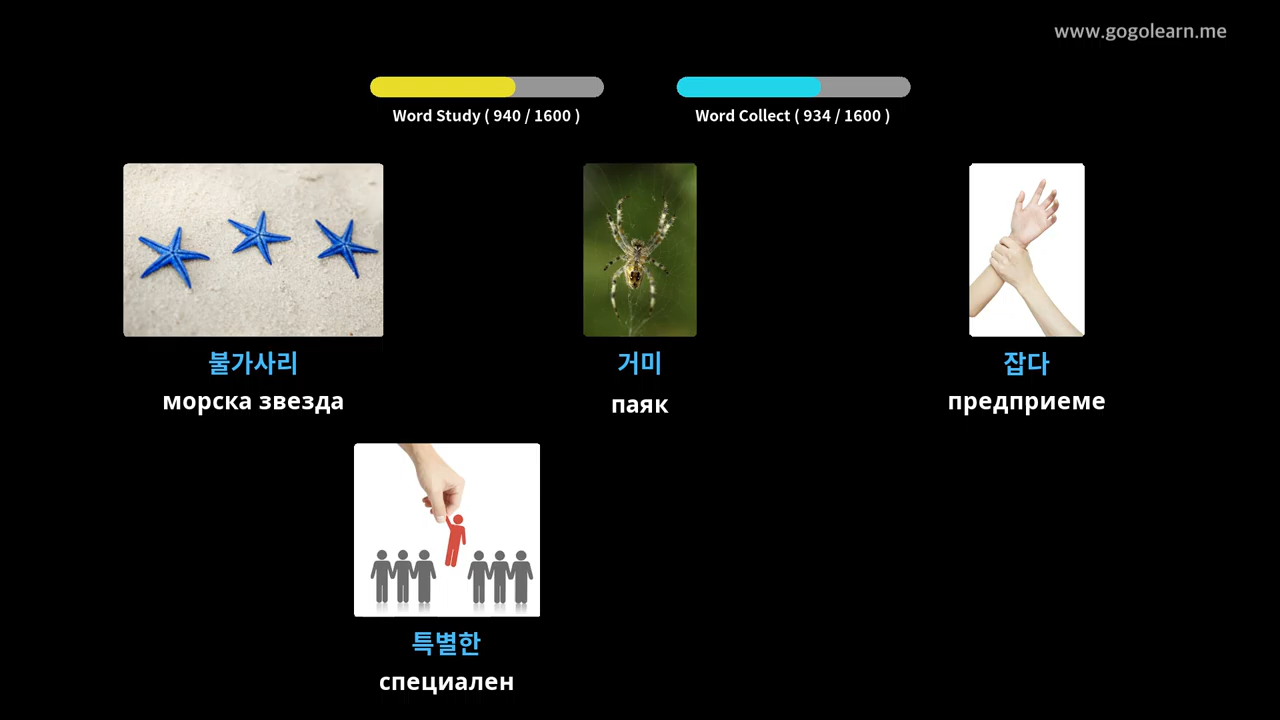 www.gogolearn.me
Word Study ( 940 / 1600 )
Word Collect ( 934 / 1600 )
불가사리
морска звезда
거미
паяк
잡다
предприеме
특별한
специален